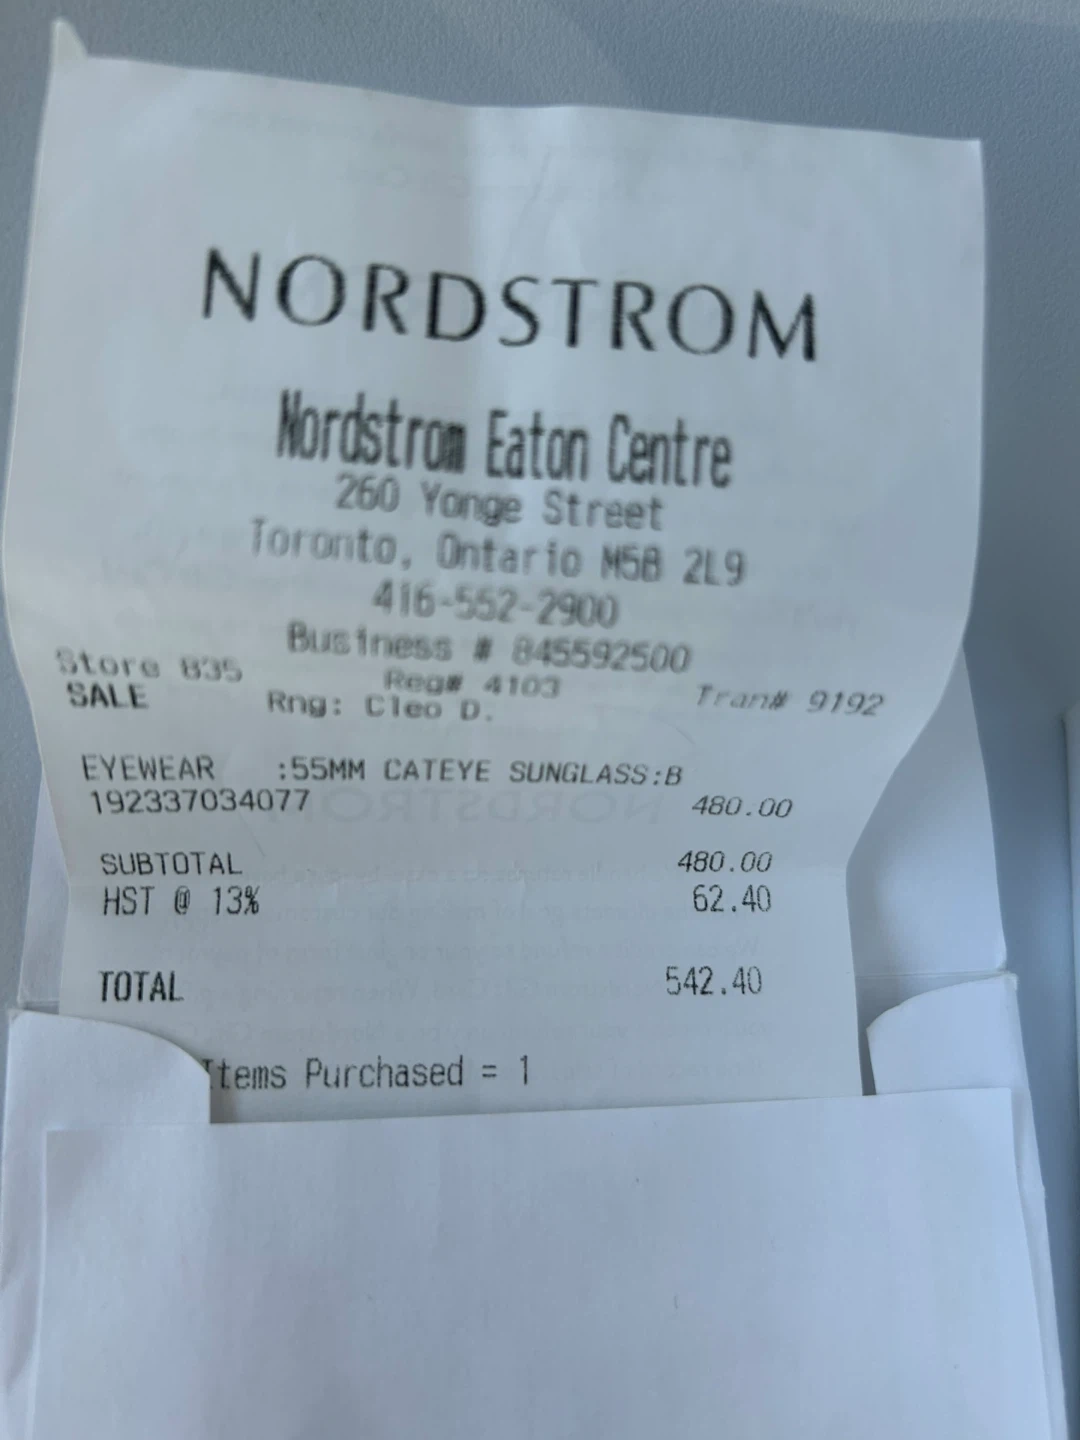 NORDSTROM
Nordstrom Eaton Centre
260 Yonge Street
Toronto, Ontario M5B 2L9
416-552-2900
Business # 845592500
Store 835 Reg# 4103 Tran# 9192
SALE Rng: Cleo D.
EYEWEAR :55MM CATEYE SUNGLASS:B
192337034077 480.00
SUBTOTAL 480.00
HST @ 13% 62.40
TOTAL 542.40
Items Purchased = 1